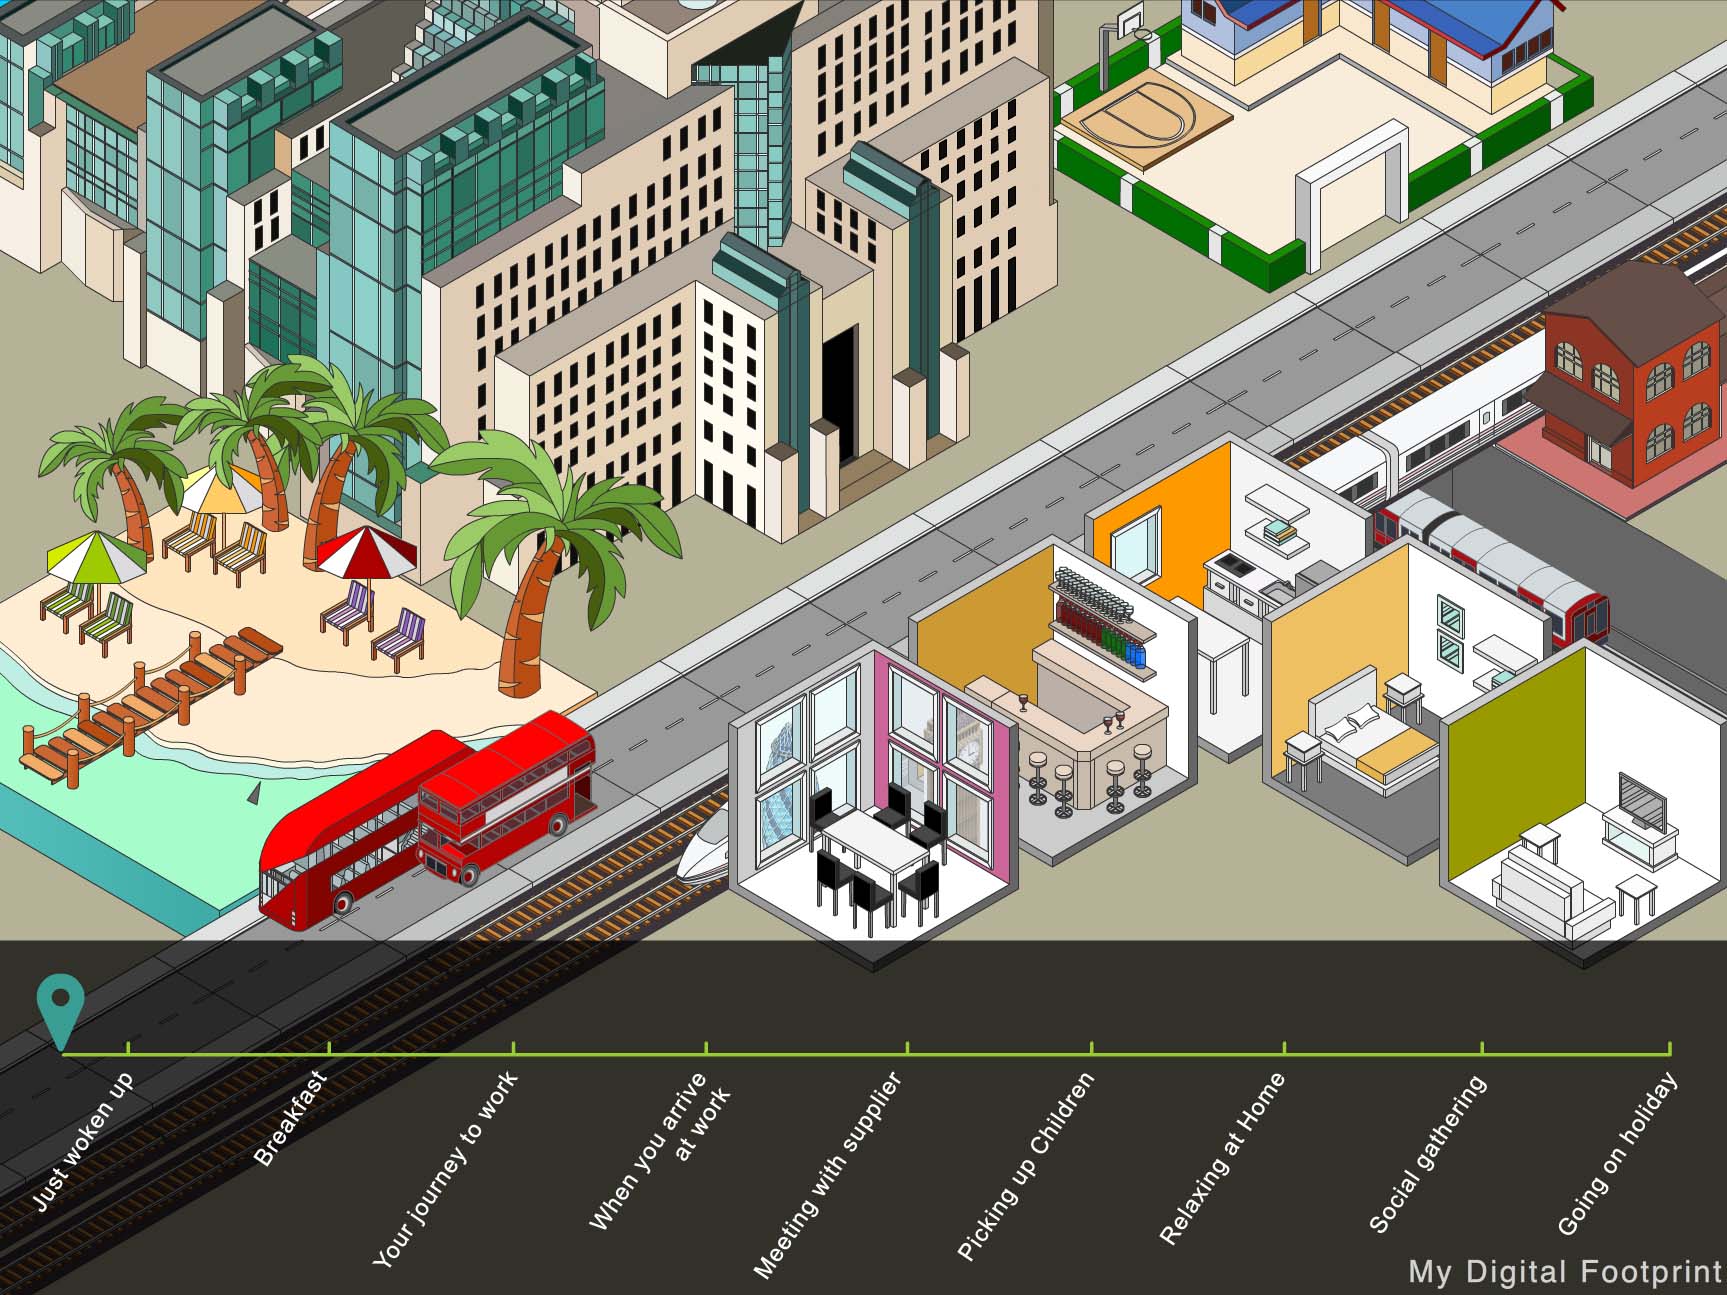 Just woken up
Breakfast
Your journey to work
When you arrive
at work
Meeting with supplier
Picking up Children
Relaxing at Home
Social gathering
Going on holiday
My Digital Footprint